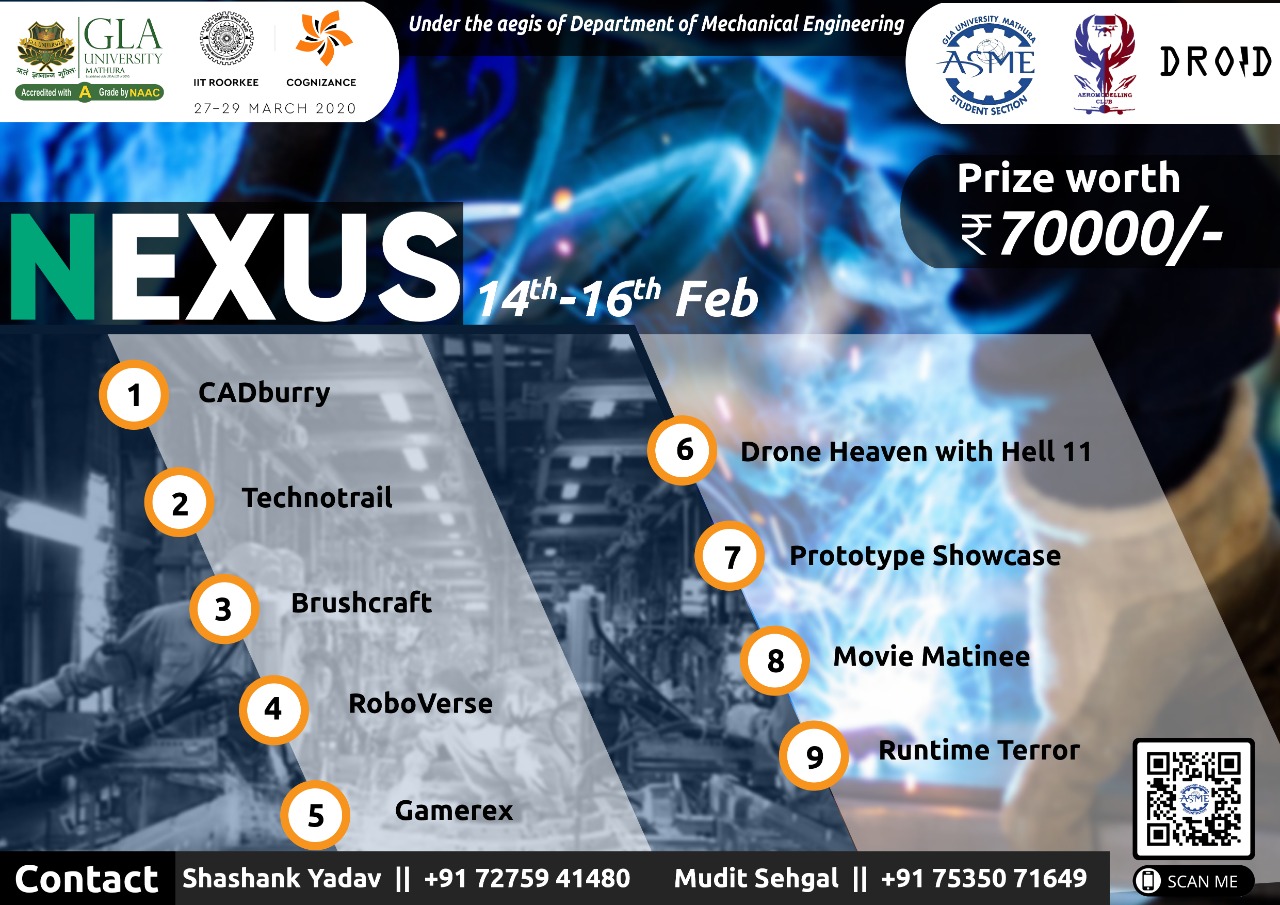 GLA
UNIVERSITY
MATHURA
Accredited with A Grade by NAAC
IIT ROORKEE
COGNIZANCE
27-29 MARCH 2020
Under the aegis of Department of Mechanical Engineering
GLA UNIVERSITY MATHURA
ASME
STUDENT SECTION
AEROMODELLING
CLUB
DROID
Prize worth
₹70000/-
NEXUS
14th-16th Feb
1 CADburry
2 Technotrail
3 Brushcraft
4 RoboVerse
5 Gamerex
6 Drone Heaven with Hell 11
7 Prototype Showcase
8 Movie Matinee
9 Runtime Terror
ASME
SCAN ME
Contact Shashank Yadav || +91 72759 41480 Mudit Sehgal || +91 75350 71649